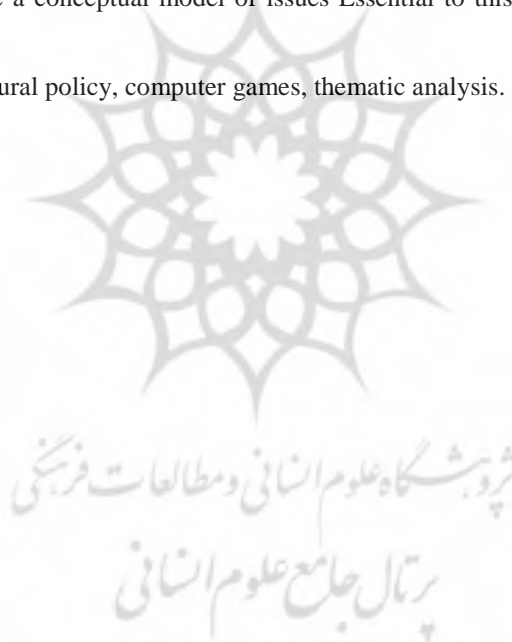 a conceptual model of issues Essential to this
ural policy, computer games, thematic analysis.
پژوهشگاه علوم انسانی و مطالعات فرهنگی
پرتال جامع علوم انسانی